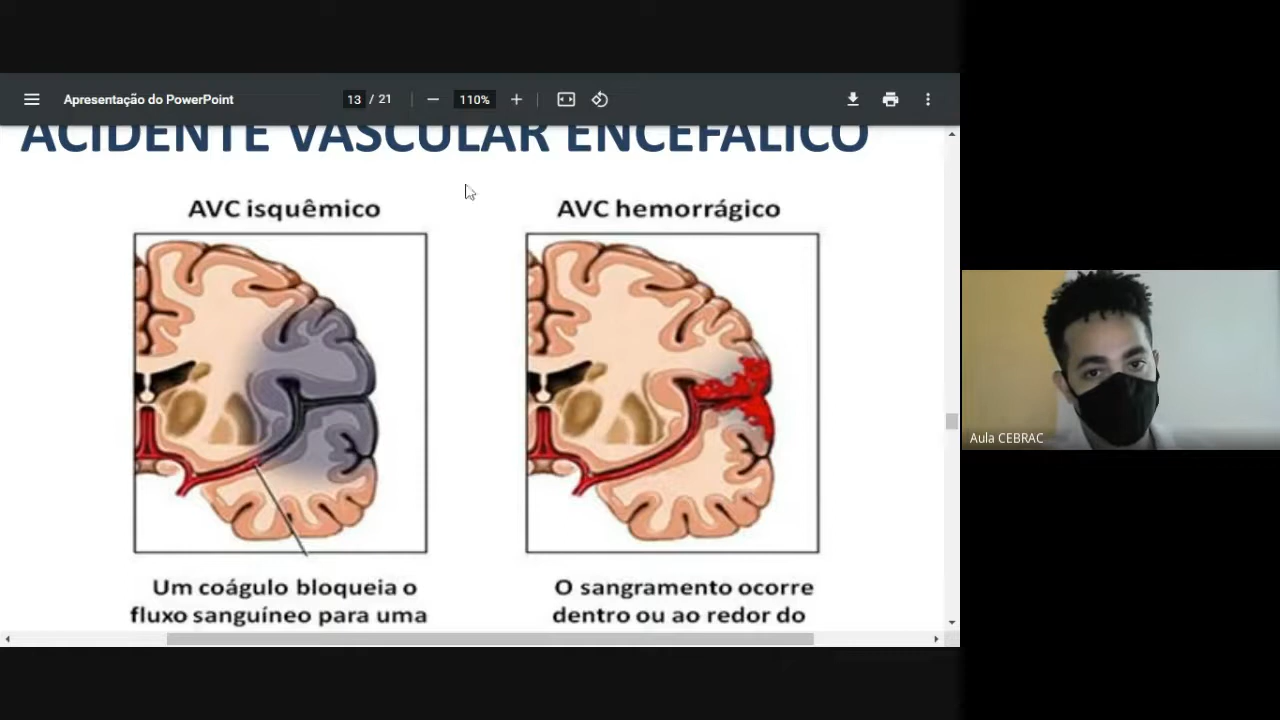 Apresentação do PowerPoint
13 / 21
110%
ACIDENTE VASCULAR ENCEFÁLICO
AVC isquêmico
AVC hemorrágico
Um coágulo bloqueia o
fluxo sanguíneo para uma
O sangramento ocorre
dentro ou ao redor do
Aula CEBRAC